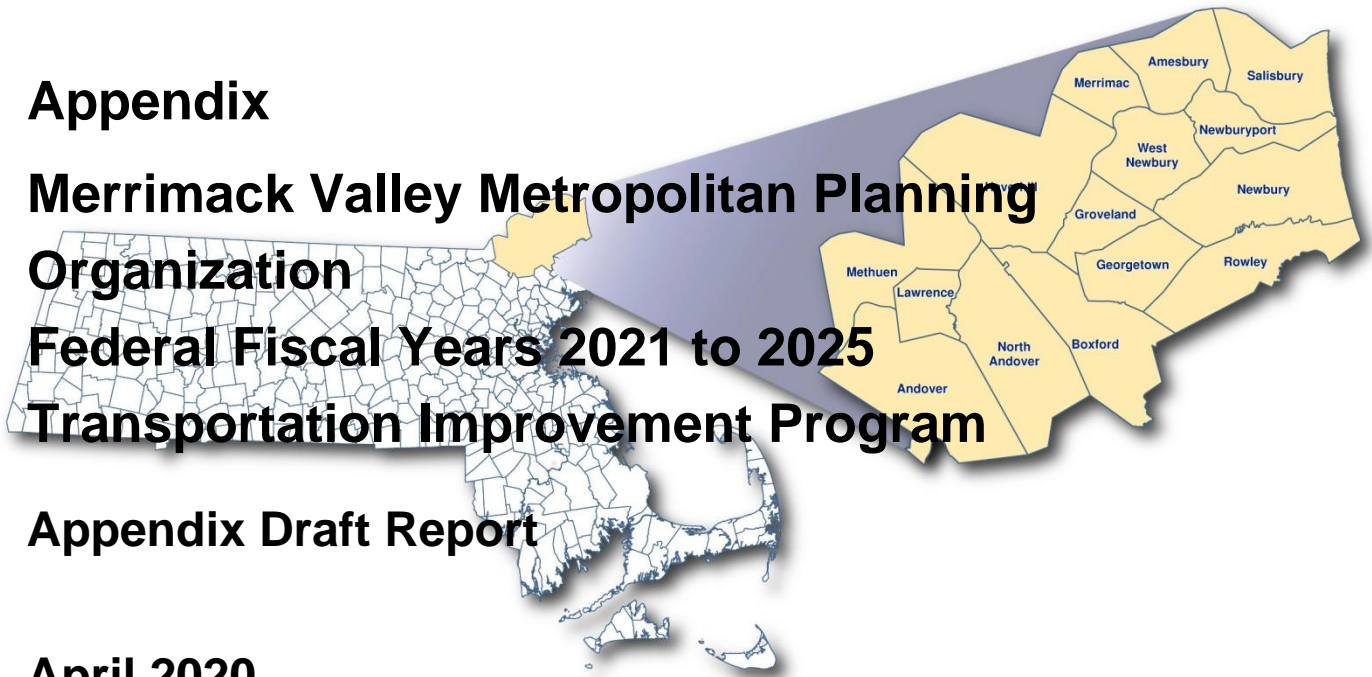 Appendix
Merrimack Valley Metropolitan Planning
Organization
Federal Fiscal Years 2021 to 2025
Transportation Improvement Program
Appendix Draft Report
April 2020
Amesbury
Salisbury
Merrimac
Newburyport
West
Newbury
Newbury
Groveland
Georgetown
Rowley
Methuen
Lawrence
North
Andover
Boxford
Andover